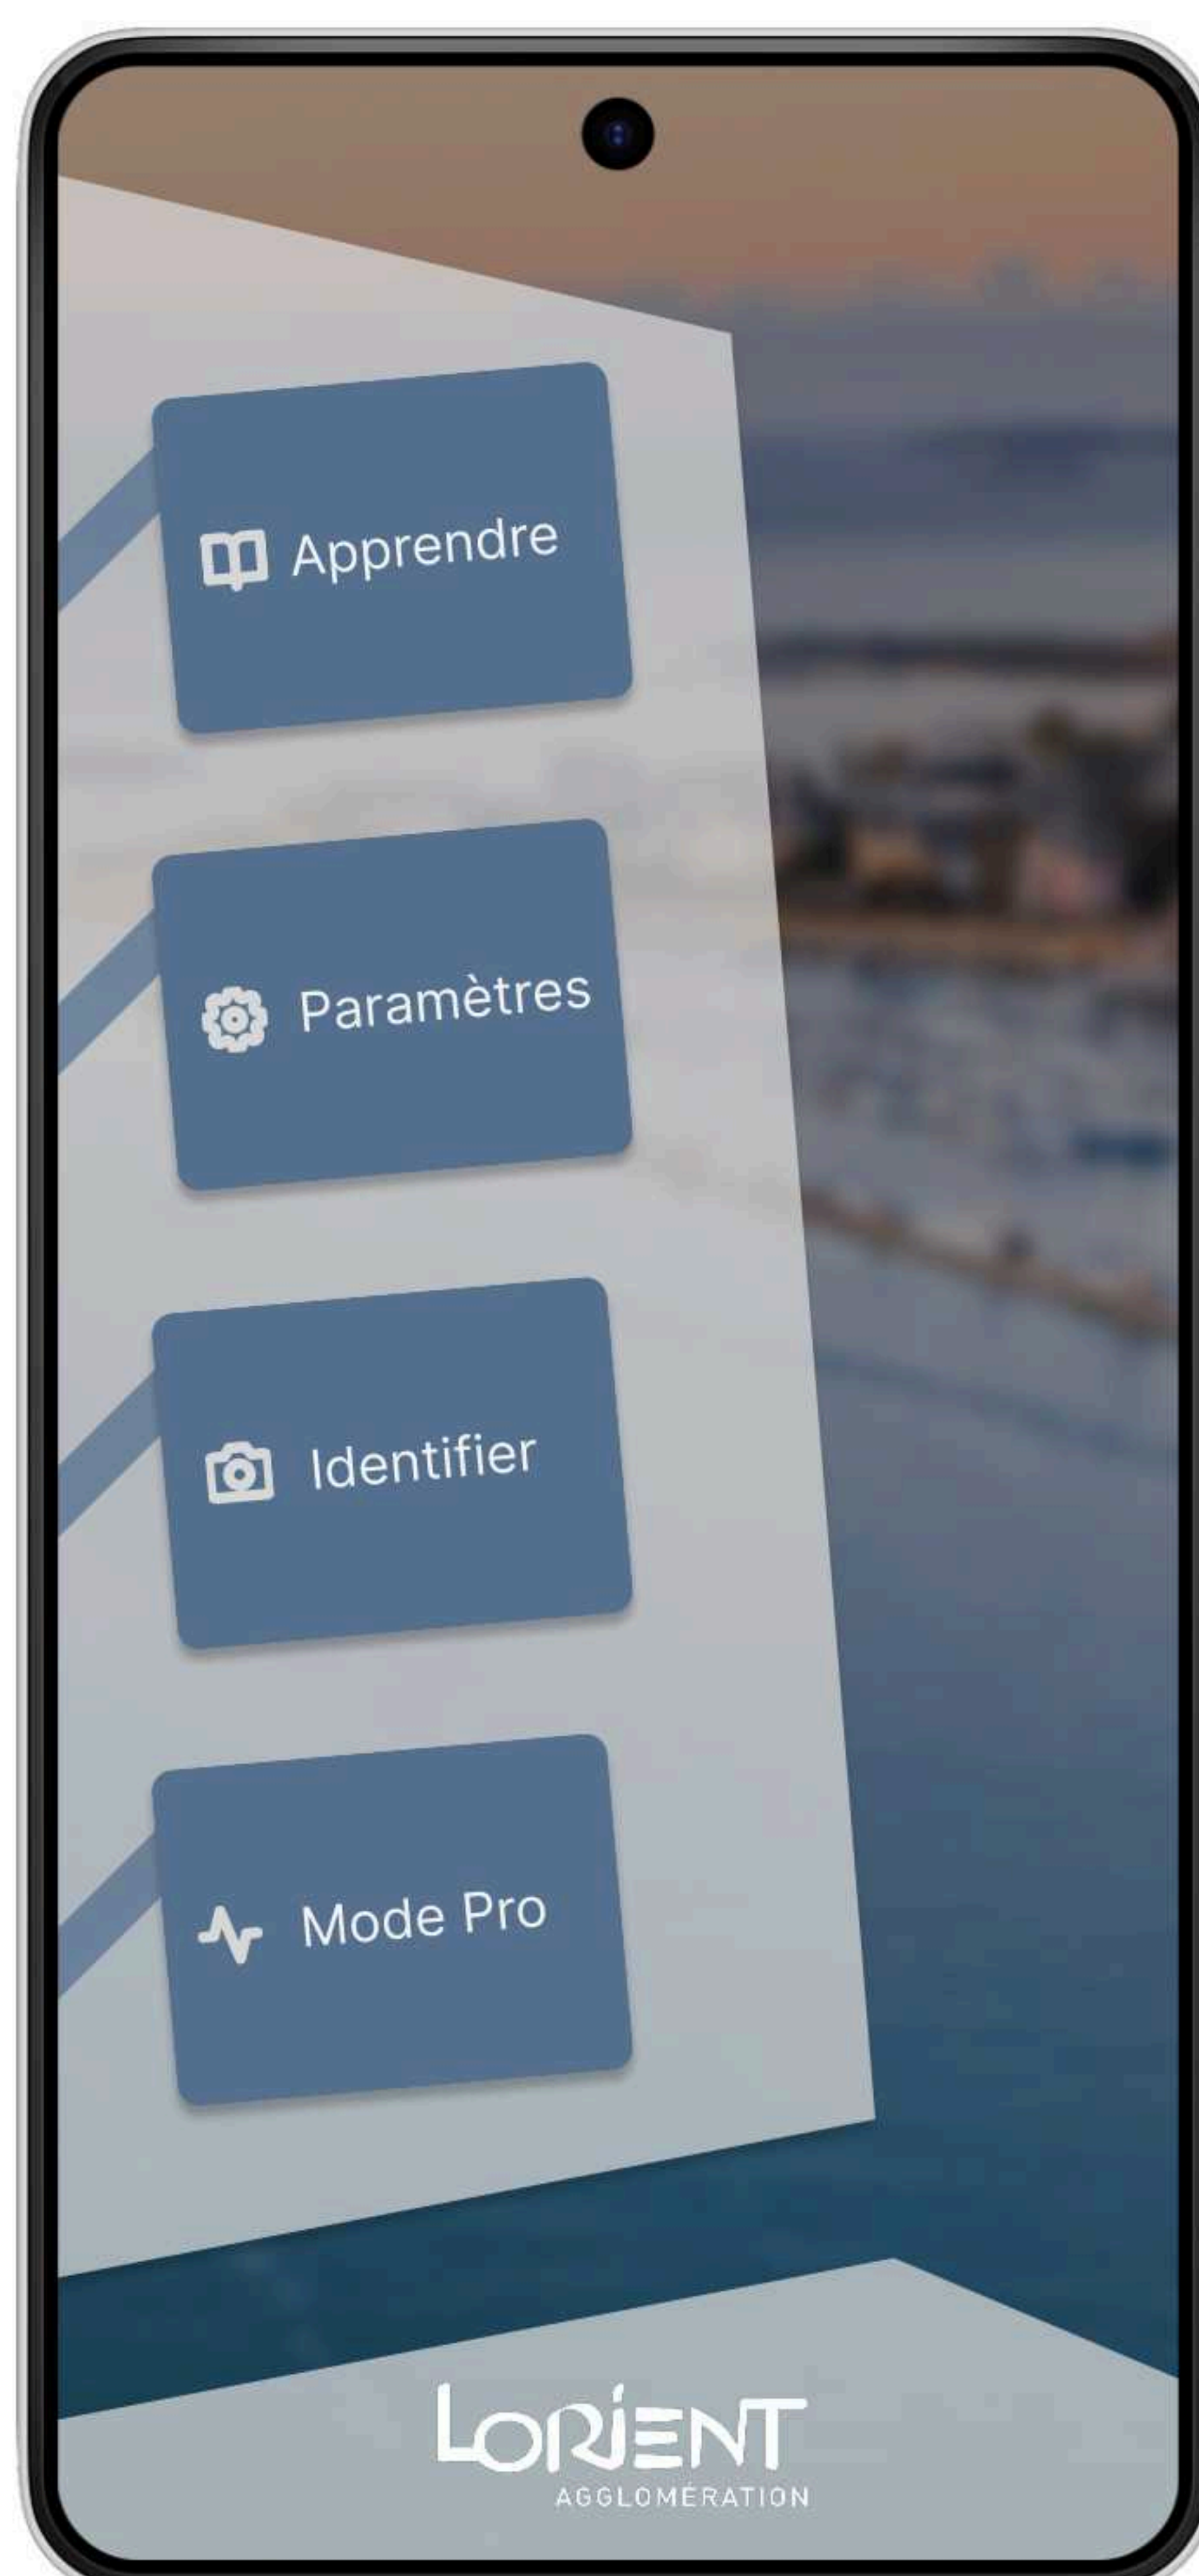 Apprendre
Paramètres
Identifier
Mode Pro
LORIENT
AGGLOMÉRATION